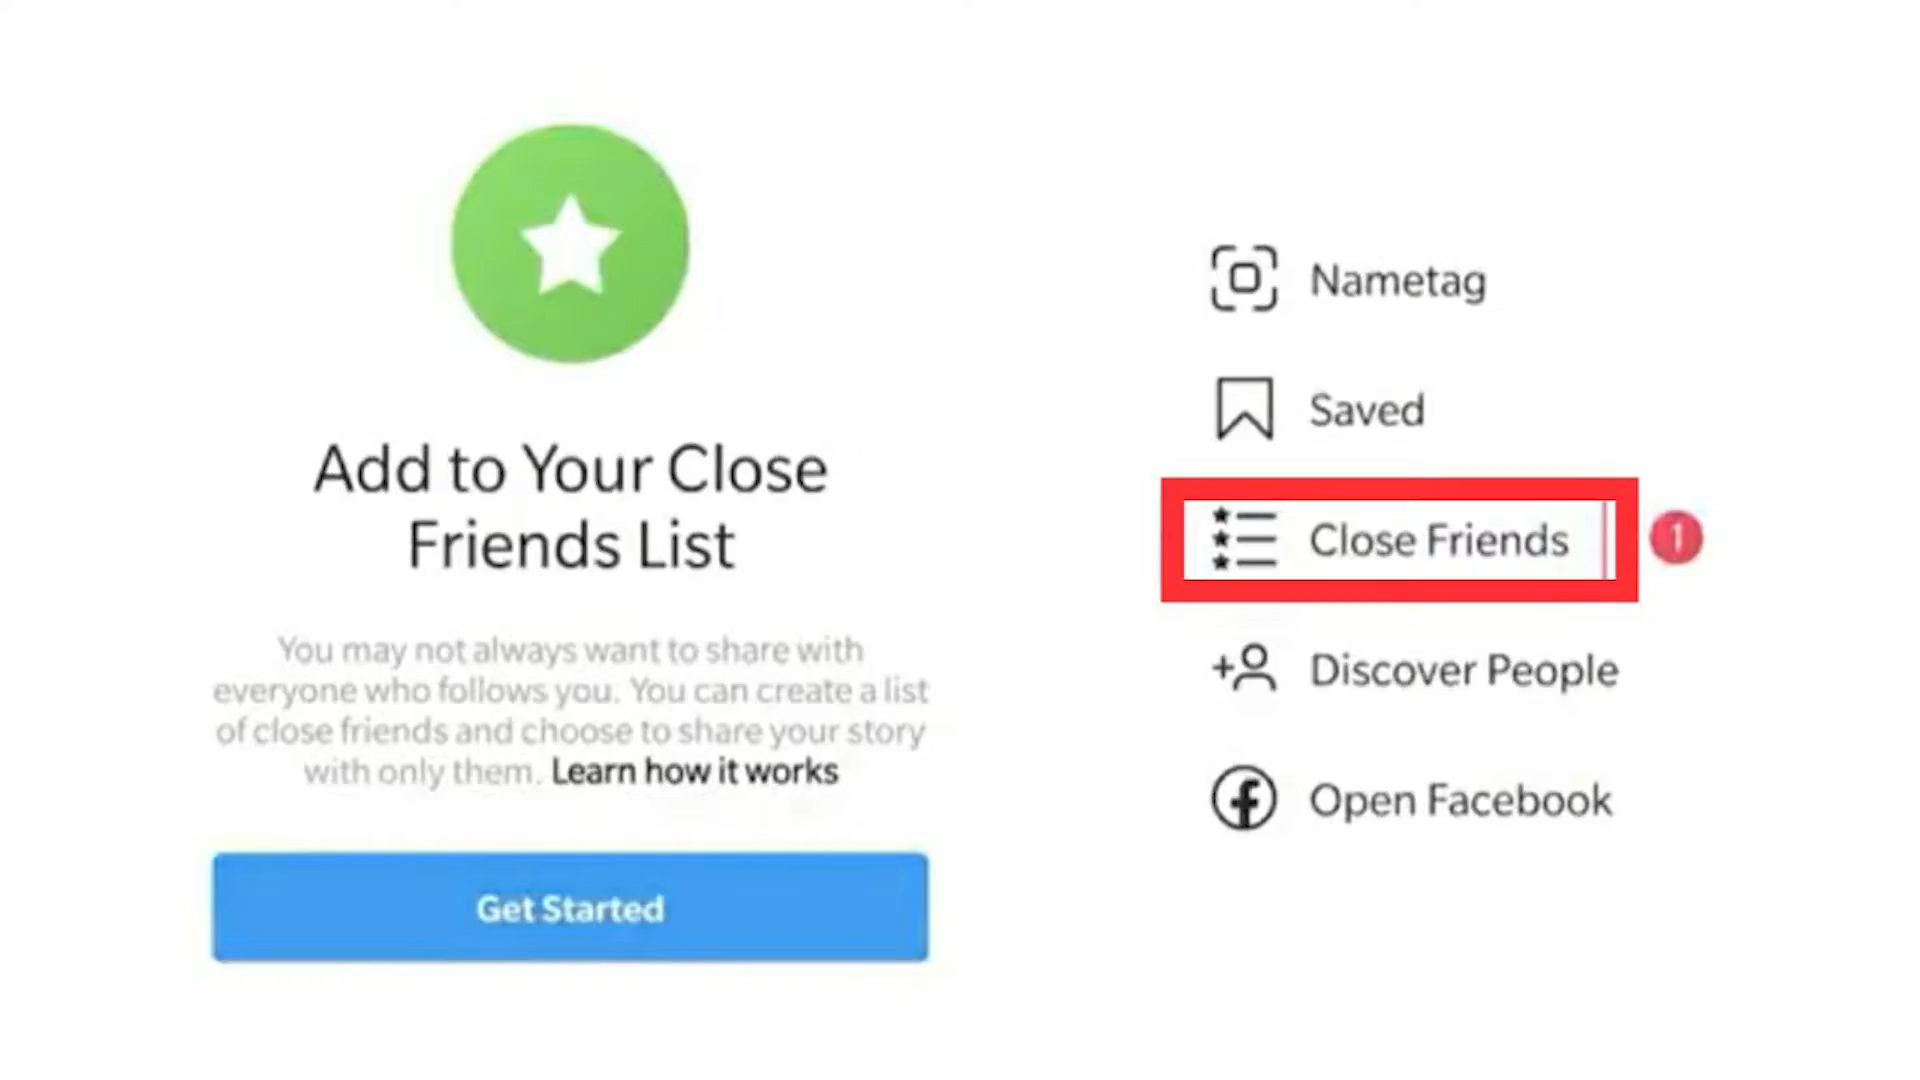 Add to Your Close
Friends List
You may not always want to share with
everyone who follows you. You can create a list
of close friends and choose to share your story
with only them. Learn how it works
Get Started
Nametag
Saved
Close Friends
1
Discover People
Open Facebook